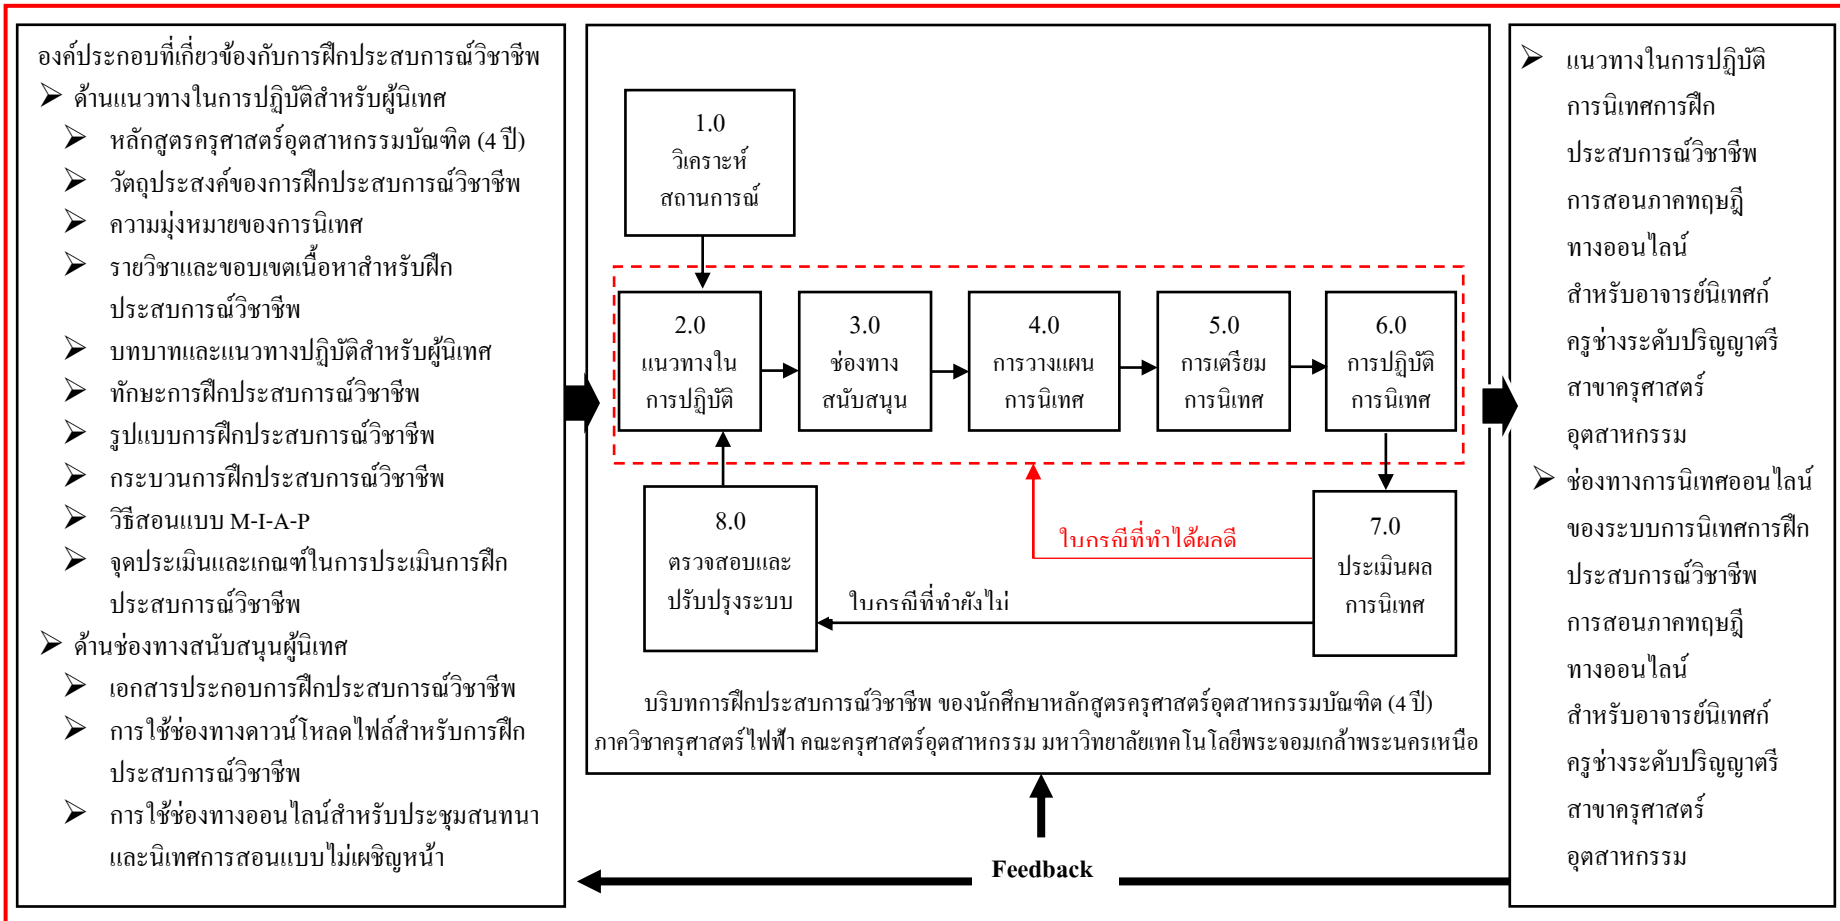 องค์ประกอบที่เกี่ยวข้องกับการฝึกประสบการณ์วิชาชีพ
ด้านแนวทางในการปฏิบัติสำหรับผู้นิเทศ
หลักสูตรครุศาสตร์อุตสาหกรรมบัณฑิต (4 ปี)
วัตถุประสงค์ของการฝึกประสบการณ์วิชาชีพ
ความมุ่งหมายของการนิเทศ
รายวิชาและขอบเขตเนื้อหาสำหรับฝึก
ประสบการณ์วิชาชีพ
บทบาทและแนวทางปฏิบัติสำหรับผู้นิเทศ
ทักษะการฝึกประสบการณ์วิชาชีพ
รูปแบบการฝึกประสบการณ์วิชาชีพ
กระบวนการฝึกประสบการณ์วิชาชีพ
วิธีสอนแบบ M-I-A-P
จุดประเมินและเกณฑ์ในการประเมินการฝึก
ประสบการณ์วิชาชีพ
ด้านช่องทางสนับสนุนผู้นิเทศ
เอกสารประกอบการฝึกประสบการณ์วิชาชีพ
การใช้ช่องทางดาวน์โหลดไฟล์สำหรับการฝึก
ประสบการณ์วิชาชีพ
การใช้ช่องทางออนไลน์สำหรับประชุมสนทนา
และนิเทศการสอนแบบไม่เผชิญหน้า
1.0
วิเคราะห์
สถานการณ์
2.0
แนวทางใน
การปฏิบัติ
3.0
ช่องทาง
สนับสนุน
4.0
การวางแผน
การนิเทศ
5.0
การเตรียม
การนิเทศ
6.0
การปฏิบัติ
การนิเทศ
7.0
ประเมินผล
การนิเทศ
8.0
ตรวจสอบและ
ปรับปรุงระบบ
ในกรณีที่ทำได้ผลดี
ในกรณีที่ทำยังไม่
บริบทการฝึกประสบการณ์วิชาชีพ ของนักศึกษาหลักสูตรครุศาสตร์อุตสาหกรรมบัณฑิต (4 ปี)
ภาควิชาครุศาสตร์ไฟฟ้า คณะครุศาสตร์อุตสาหกรรม มหาวิทยาลัยเทคโนโลยีพระจอมเกล้าพระนครเหนือ
Feedback
แนวทางในการปฏิบัติ
การนิเทศการฝึก
ประสบการณ์วิชาชีพ
การสอนภาคทฤษฎี
ทางออนไลน์
สำหรับอาจารย์นิเทศก์
ครูช่างระดับปริญญาตรี
สาขาครุศาสตร์
อุตสาหกรรม
ช่องทางการนิเทศออนไลน์
ของระบบการนิเทศการฝึก
ประสบการณ์วิชาชีพ
การสอนภาคทฤษฎี
ทางออนไลน์
สำหรับอาจารย์นิเทศก์
ครูช่างระดับปริญญาตรี
สาขาครุศาสตร์
อุตสาหกรรม